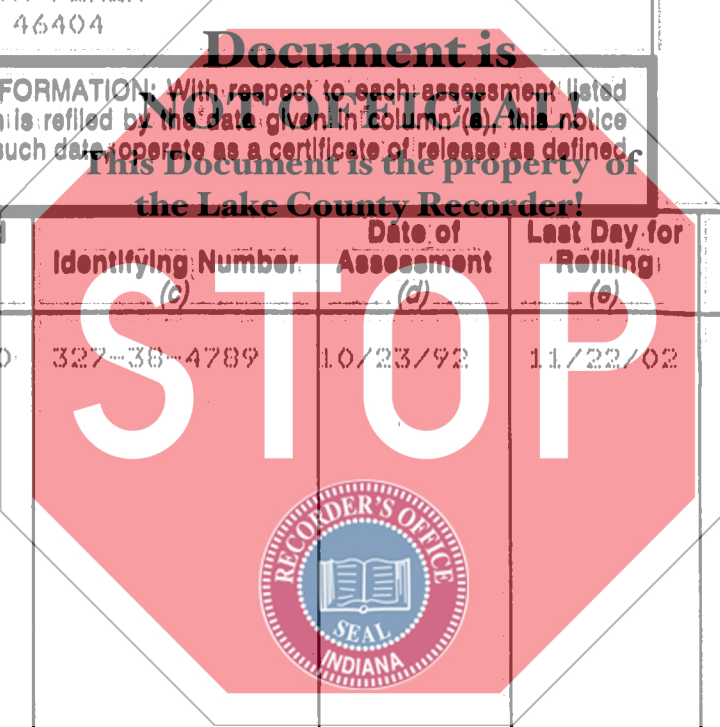 46404
Document is
NOT OFFICIAL!
This Document is the property of
the Lake County Recorder!
FORMATION: With respect to each assessment listed
is refiled by the date given in column (e), this notice
such date, operate as a certificate of release as defined
Identifying Number
(c)
Date of
Assessment
(d)
Last Day for
Refiling
(e)
327-38-4789 10/23/92 11/22/02
STOP
RECORDER'S OFFICE
SEAL
INDIANA